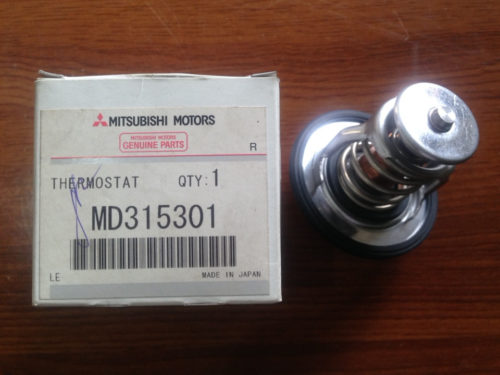 MITSUBISHI MOTORS
MITSUBISHI MOTORS
GENUINE PARTS
R
THERMOSTAT QTY:1
MD315301
LE MADE IN JAPAN